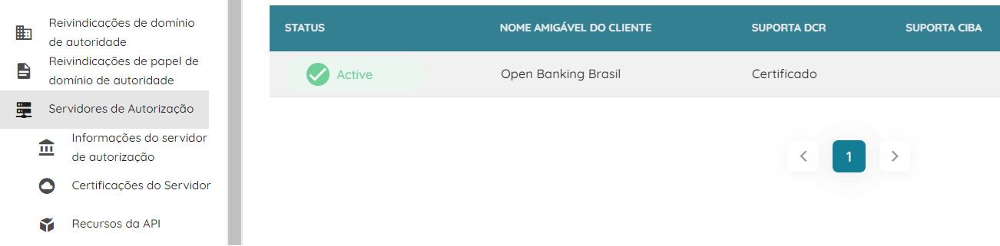 Reivindicações de domínio
de autoridade
Reivindicações de papel de
domínio de autoridade
Servidores de Autorização
Informações do servidor
de autorização
Certificações do Servidor
Recursos da API
STATUS NOME AMIGÁVEL DO CLIENTE SUPORTA DCR SUPORTA CIBA
Active Open Banking Brasil Certificado
1